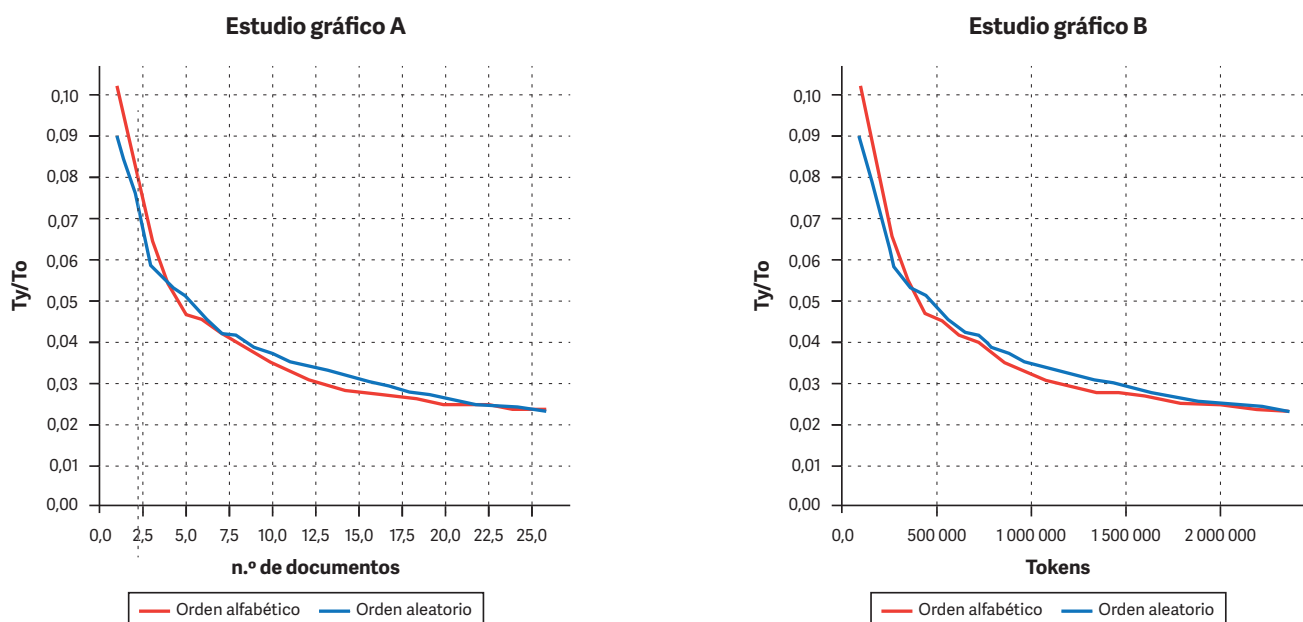 Estudio gráfico A
Ty/To
0,10
0,09
0,08
0,07
0,06
0,05
0,04
0,03
0,02
0,01
0,00
0,0 2,5 5,0 7,5 10,0 12,5 15,0 17,5 20,0 22,5 25,0
n.º de documentos
Orden alfabético Orden aleatorio
Estudio gráfico B
Ty/To
0,10
0,09
0,08
0,07
0,06
0,05
0,04
0,03
0,02
0,01
0,00
0,0 500 000 1 000 000 1 500 000 2 000 000
Tokens
Orden alfabético Orden aleatorio